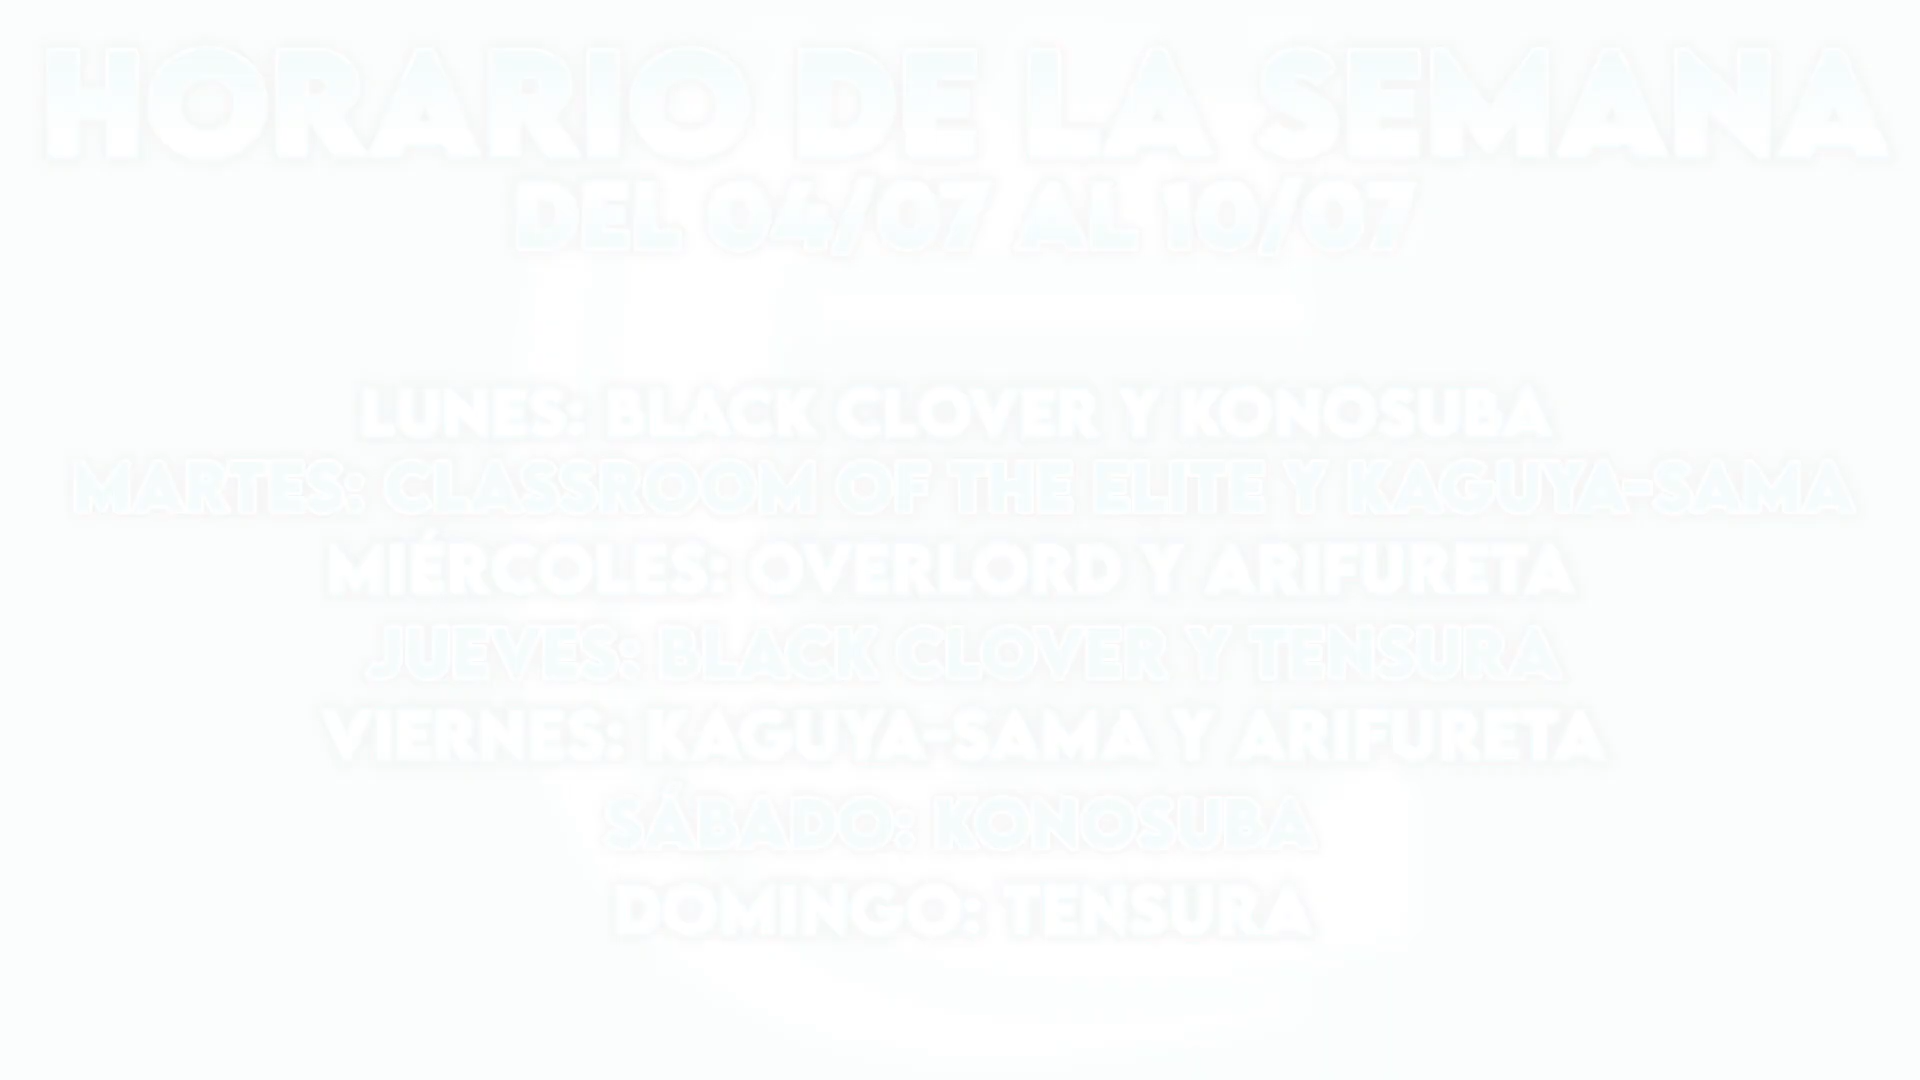 HORARIO DE LA SEMANA
DEL 04/07 AL 10/07
LUNES: BLACK CLOVER Y KONOSUBA
MARTES: CLASSROOM OF THE ELITE Y KAGUYA-SAMA
MIÉRCOLES: OVERLORD Y ARIFURETA
JUEVES: BLACK CLOVER Y TENSURA
VIERNES: KAGUYA-SAMA Y ARIFURETA
SÁBADO: KONOSUBA
DOMINGO: TENSURA